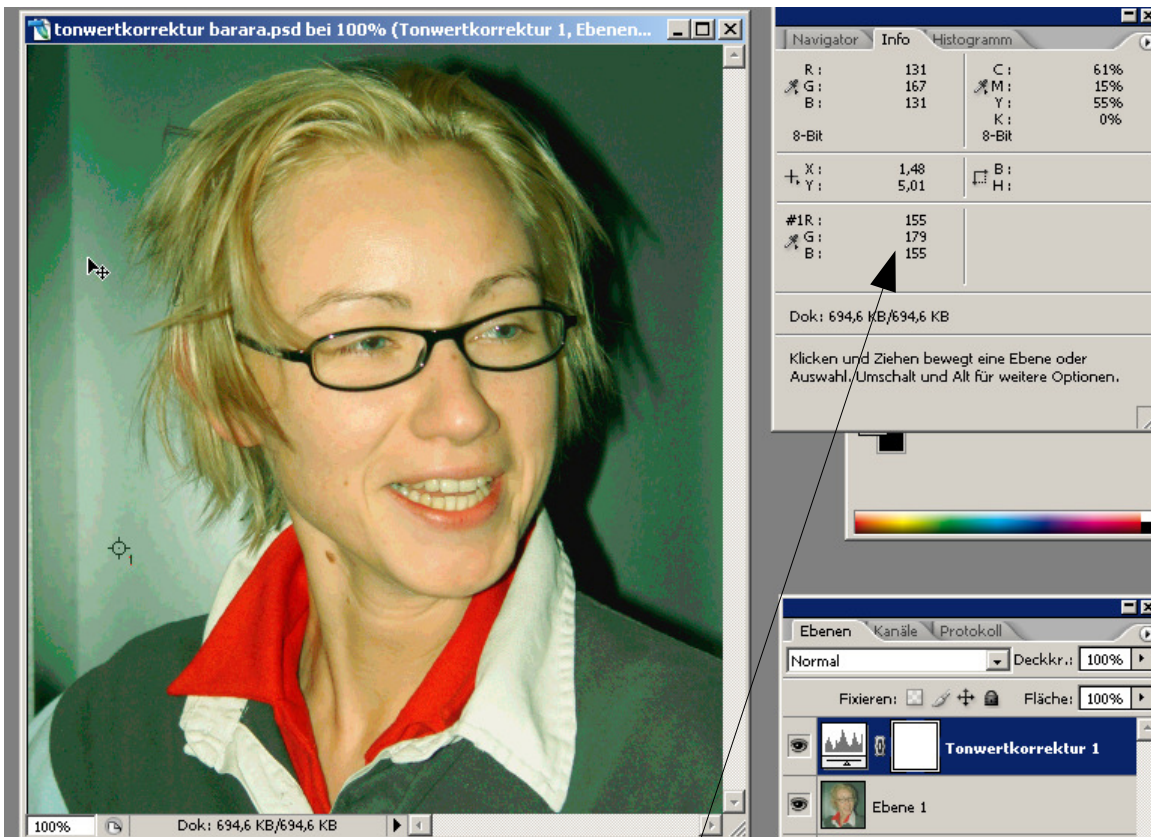 tonwertkorrektur barara.psd bei 100% (Tonwertkorrektur 1, Ebenen...
1
100%
Dok: 694,6 KB/694,6 KB
Navigator Info Histogramm
R: 131 C: 61%
G: 167 M: 15%
B: 131 Y: 55%
K: 0%
8-Bit 8-Bit
X: 1,48 B:
Y: 5,01 H:
#1R: 155
G: 179
B: 155
Dok: 694,6 KB/694,6 KB
Klicken und Ziehen bewegt eine Ebene oder
Auswahl. Umschalt und Alt für weitere Optionen.
Ebenen Kanäle Protokoll
Normal Deckkr.: 100%
Fixieren: Fläche: 100%
Tonwertkorrektur 1
Ebene 1